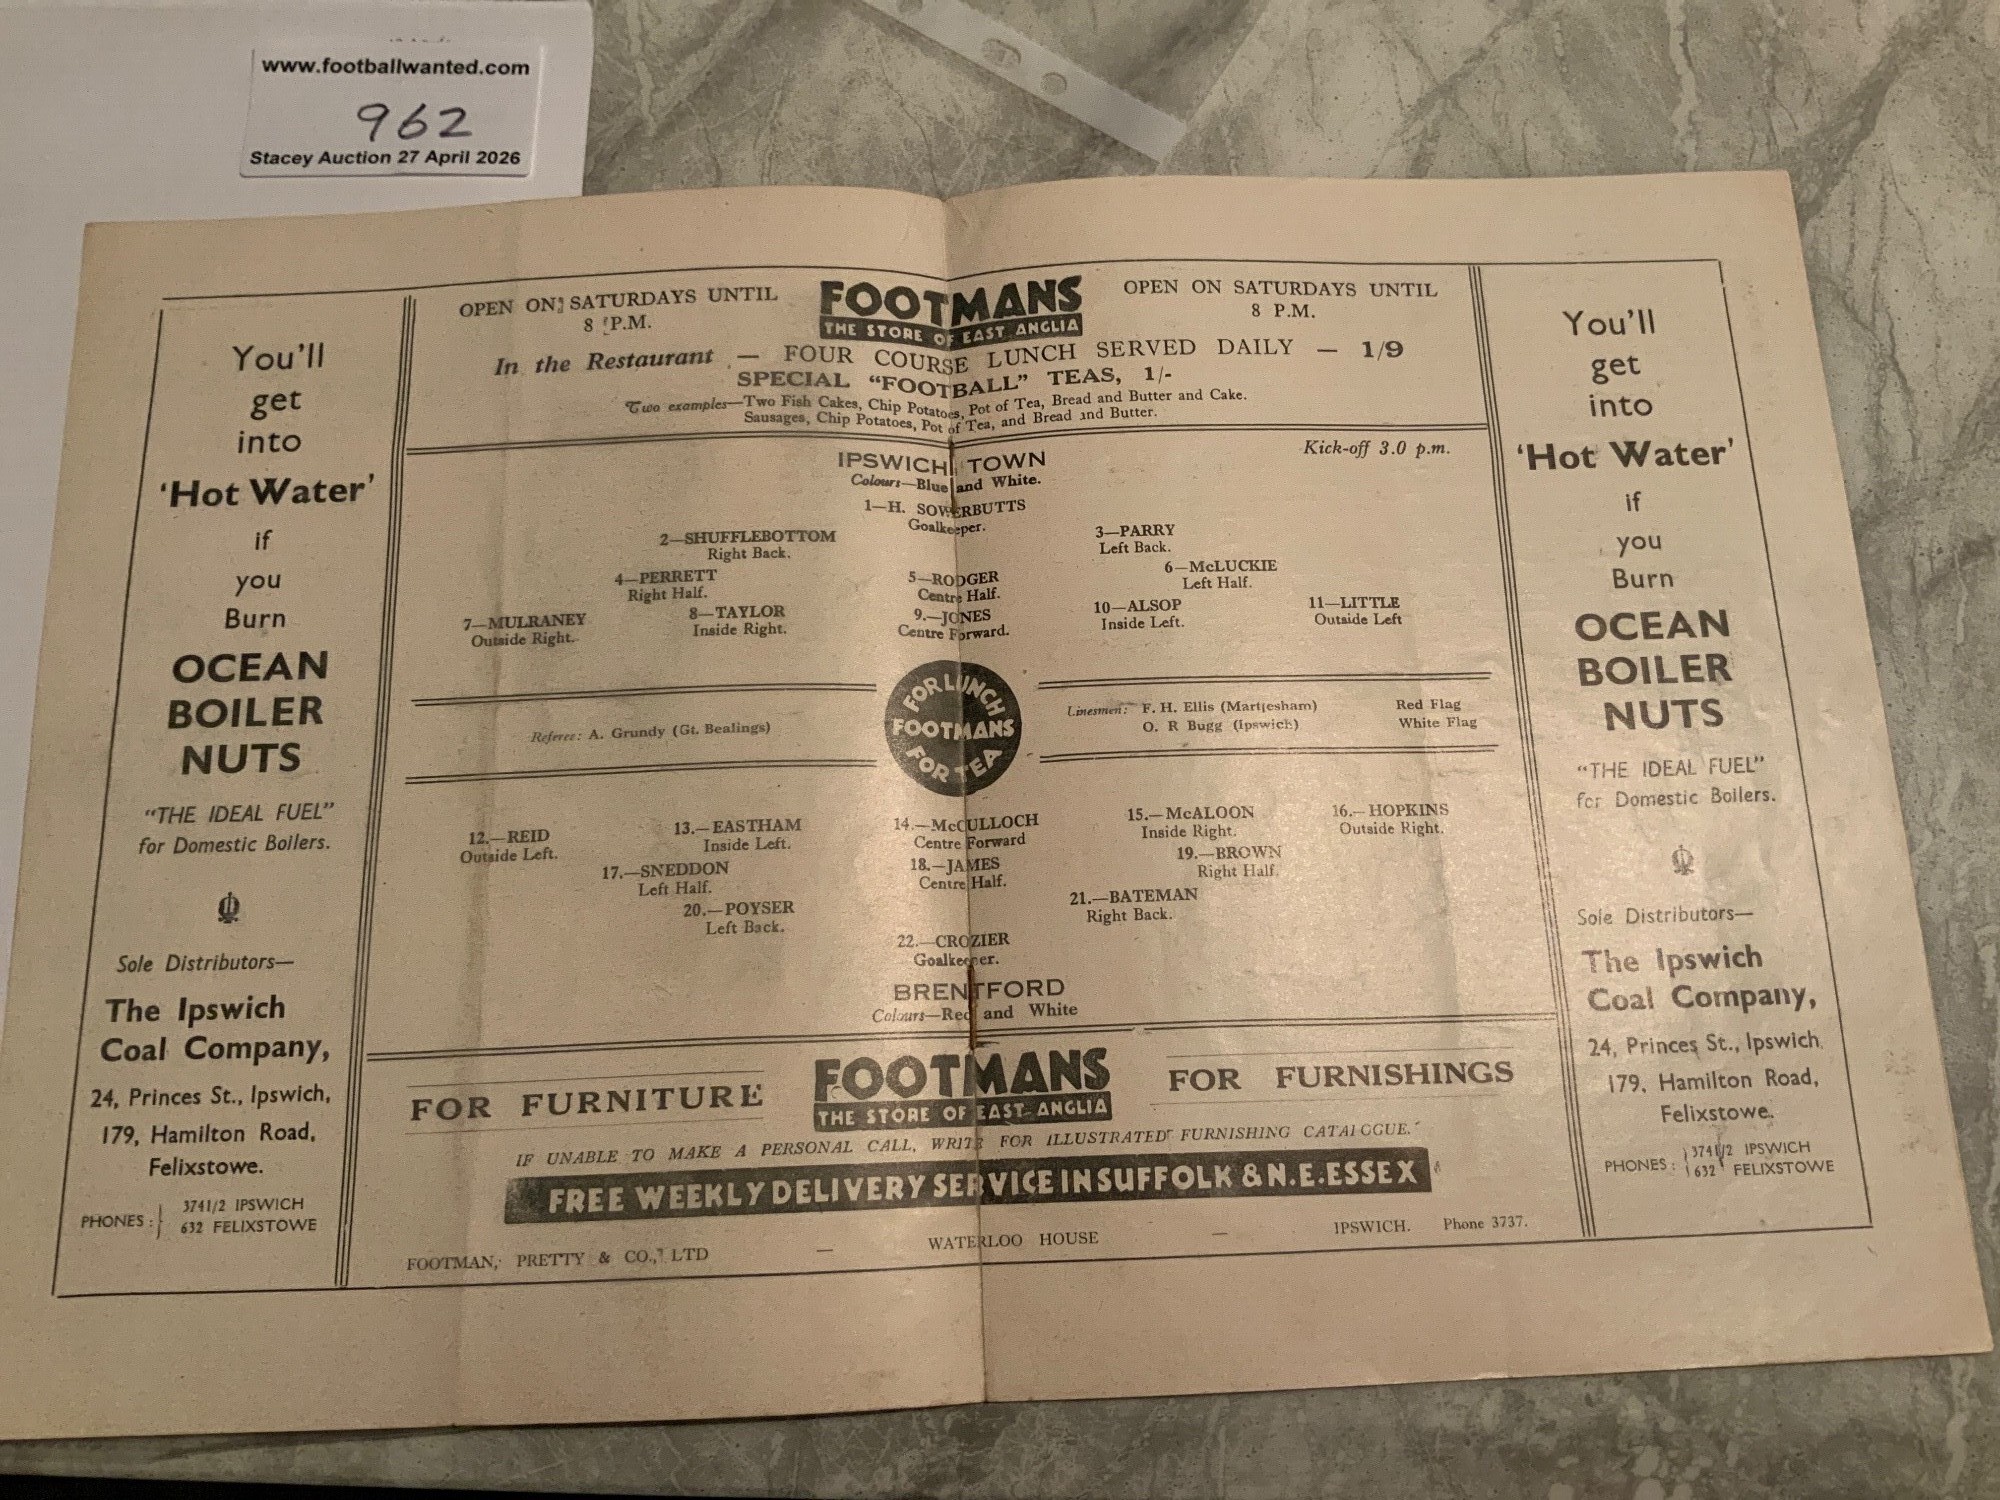 www.footballwanted.com
962
Stacey Auction 27 April 2026
You'll
get
into
'Hot Water'
if
you
Burn
OCEAN
BOILER
NUTS
"THE IDEAL FUEL"
for Domestic Boilers.
Sole Distributors—
The Ipswich
Coal Company,
24, Princes St., Ipswich,
179, Hamilton Road,
Felixstowe.
PHONES: 3741/2 IPSWICH
632 FELIXSTOWE
OPEN ON SATURDAYS UNTIL
8 P.M.
FOOTMANS
THE STORE OF EAST ANGLIA
OPEN ON SATURDAYS UNTIL
8 P.M.
In the Restaurant — FOUR COURSE LUNCH SERVED DAILY — 1/9
SPECIAL "FOOTBALL" TEAS, 1/-
Two examples—Two Fish Cakes, Chip Potatoes, Pot of Tea, Bread and Butter and Cake.
Sausages, Chip Potatoes, Pot of Tea, and Bread and Butter.
IPSWICH TOWN
Kick-off 3.0 p.m.
Colours—Blue and White.
1—H. SOWERBUTTS
Goalkeeper.
2—SHUFFLEBOTTOM
Right Back.
3—PARRY
Left Back.
4—PERRETT
Right Half.
5—RODGER
Centre Half.
6—McLUCKIE
Left Half.
7—MULRANEY
Outside Right.
8—TAYLOR
Inside Right.
9.—JONES
Centre Forward.
10—ALSOP
Inside Left.
11—LITTLE
Outside Left
Referee: A. Grundy (Gt. Bealings)
FOR LUNCH
FOOTMANS
FOR TEA
Linesmen: F. H. Ellis (Martlesham) Red Flag
O. R Bugg (Ipswich) White Flag
12.—REID
Outside Left.
13.—EASTHAM
Inside Left.
14.—McCULLOCH
Centre Forward
15.—McALOON
Inside Right.
16.—HOPKINS
Outside Right.
17.—SNEDDON
Left Half.
18.—JAMES
Centre Half.
19.—BROWN
Right Half.
20.—POYSER
Left Back.
21.—BATEMAN
Right Back.
22.—CROZIER
Goalkeeper.
BRENTFORD
Colours—Red and White
FOR FURNITURE
FOOTMANS
THE STORE OF EAST ANGLIA
FOR FURNISHINGS
IF UNABLE TO MAKE A PERSONAL CALL, WRITE FOR ILLUSTRATED FURNISHING CATALOGUE.
FREE WEEKLY DELIVERY SERVICE IN SUFFOLK & N.E. ESSEX
FOOTMAN, PRETTY & CO., LTD — WATERLOO HOUSE — IPSWICH. Phone 3737.
You'll
get
into
'Hot Water'
if
you
Burn
OCEAN
BOILER
NUTS
"THE IDEAL FUEL"
for Domestic Boilers.
Sole Distributors—
The Ipswich
Coal Company,
24, Princes St., Ipswich
179, Hamilton Road,
Felixstowe.
PHONES: 3741/2 IPSWICH
632 FELIXSTOWE